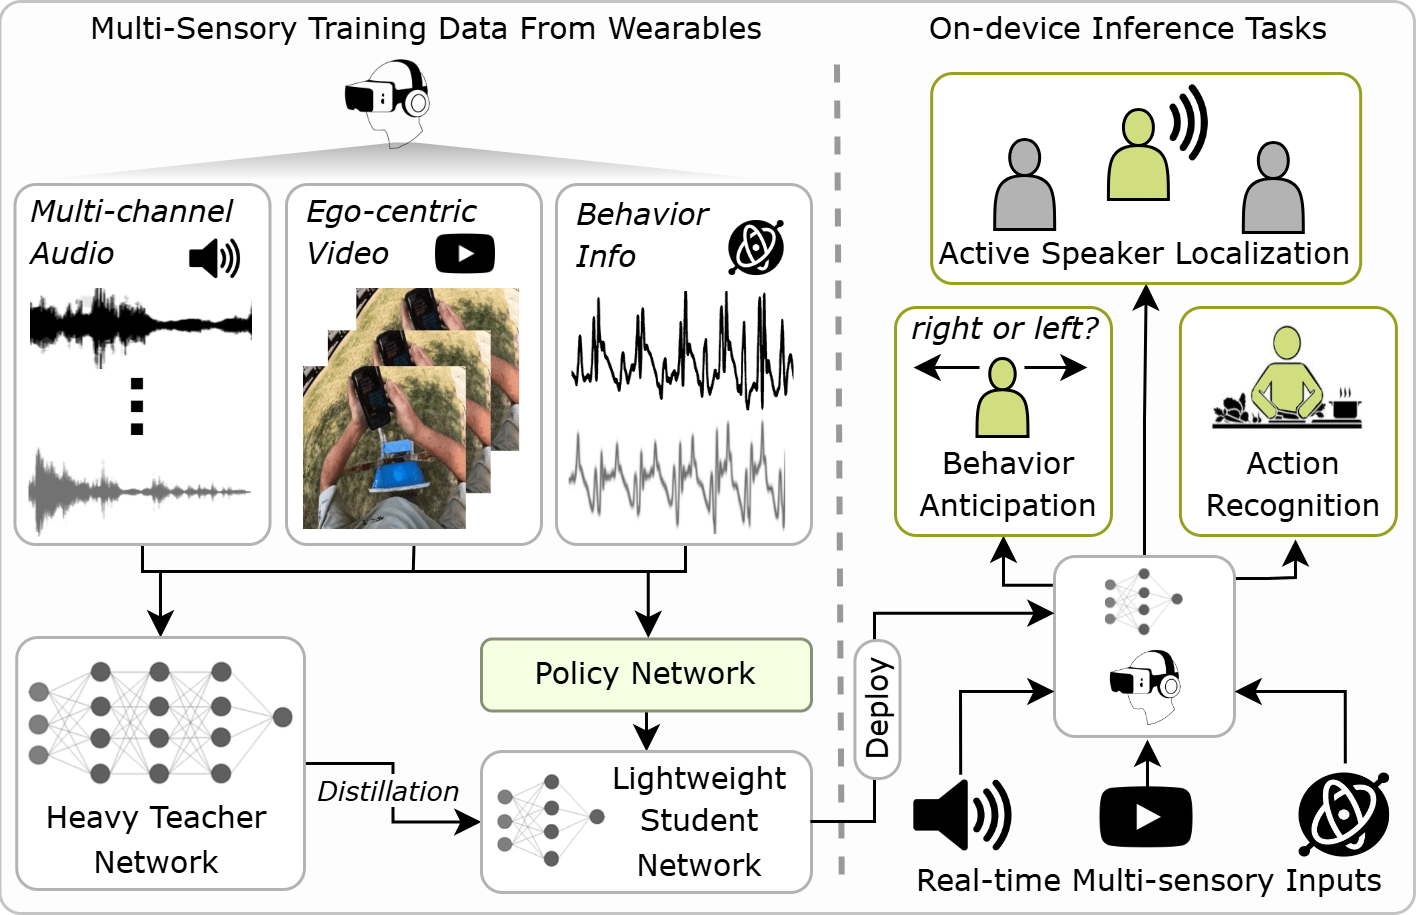 Multi-Sensory Training Data From Wearables
Multi-channel
Audio
Ego-centric
Video
Behavior
Info
Heavy Teacher
Network
Distillation
Policy Network
Lightweight
Student
Network
Deploy
On-device Inference Tasks
Active Speaker Localization
right or left?
Behavior
Anticipation
Action
Recognition
Real-time Multi-sensory Inputs